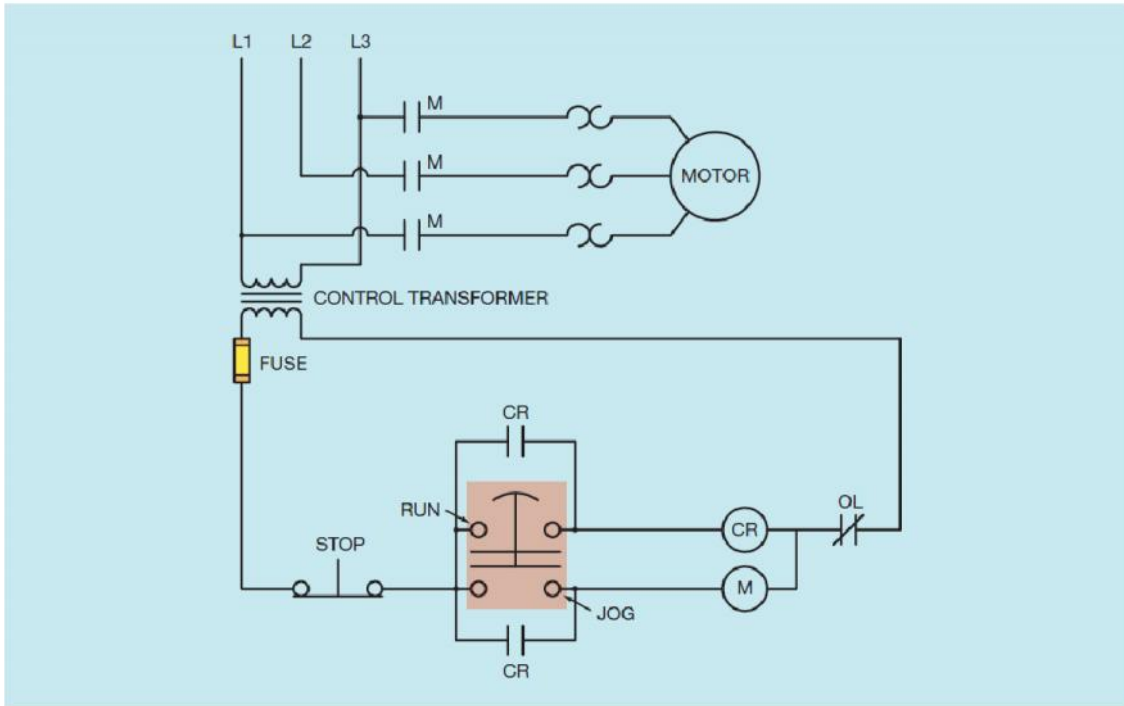 L1 L2 L3
M
M
MOTOR
M
CONTROL TRANSFORMER
FUSE
CR
RUN
OL
CR
STOP
M
JOG
CR